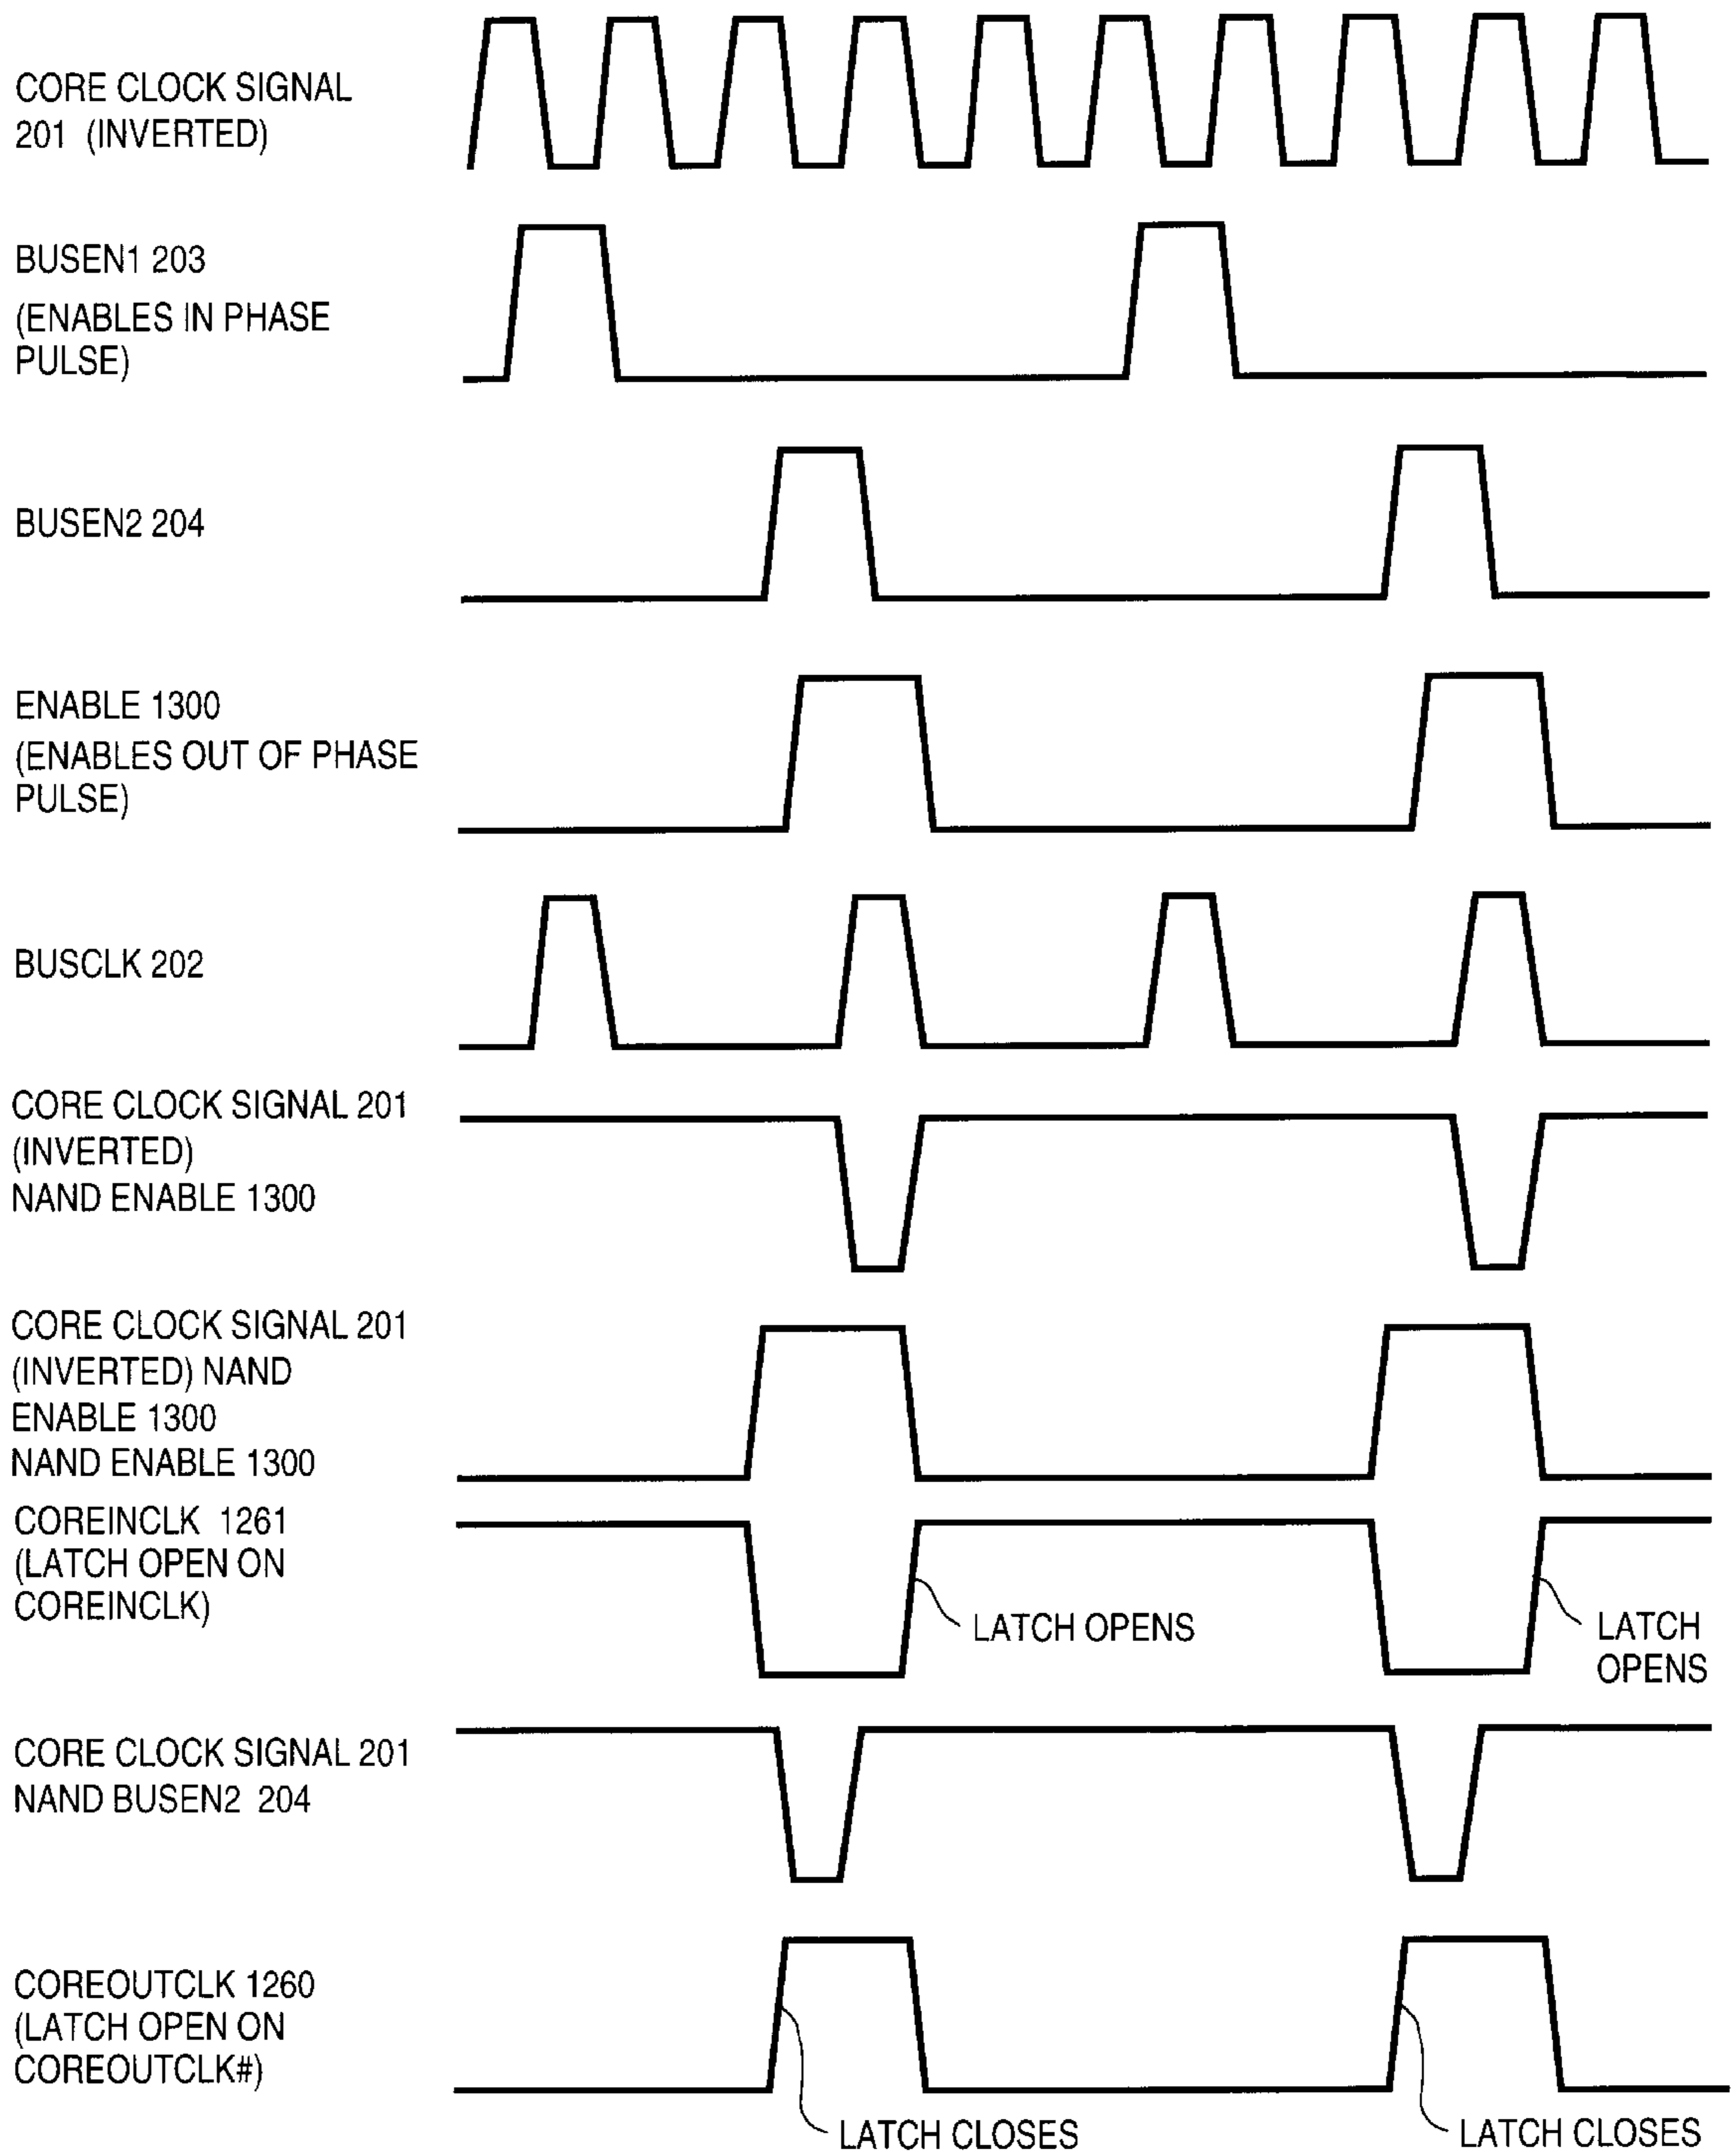 CORE CLOCK SIGNAL
201 (INVERTED)
BUSEN1 203
(ENABLES IN PHASE
PULSE)
BUSEN2 204
ENABLE 1300
(ENABLES OUT OF PHASE
PULSE)
BUSCLK 202
CORE CLOCK SIGNAL 201
(INVERTED)
NAND ENABLE 1300
CORE CLOCK SIGNAL 201
(INVERTED) NAND
ENABLE 1300
NAND ENABLE 1300
COREINCLK 1261
(LATCH OPEN ON
COREINCLK)
LATCH OPENS
LATCH
OPENS
CORE CLOCK SIGNAL 201
NAND BUSEN2 204
COREOUTCLK 1260
(LATCH OPEN ON
COREOUTCLK#)
LATCH CLOSES
LATCH CLOSES